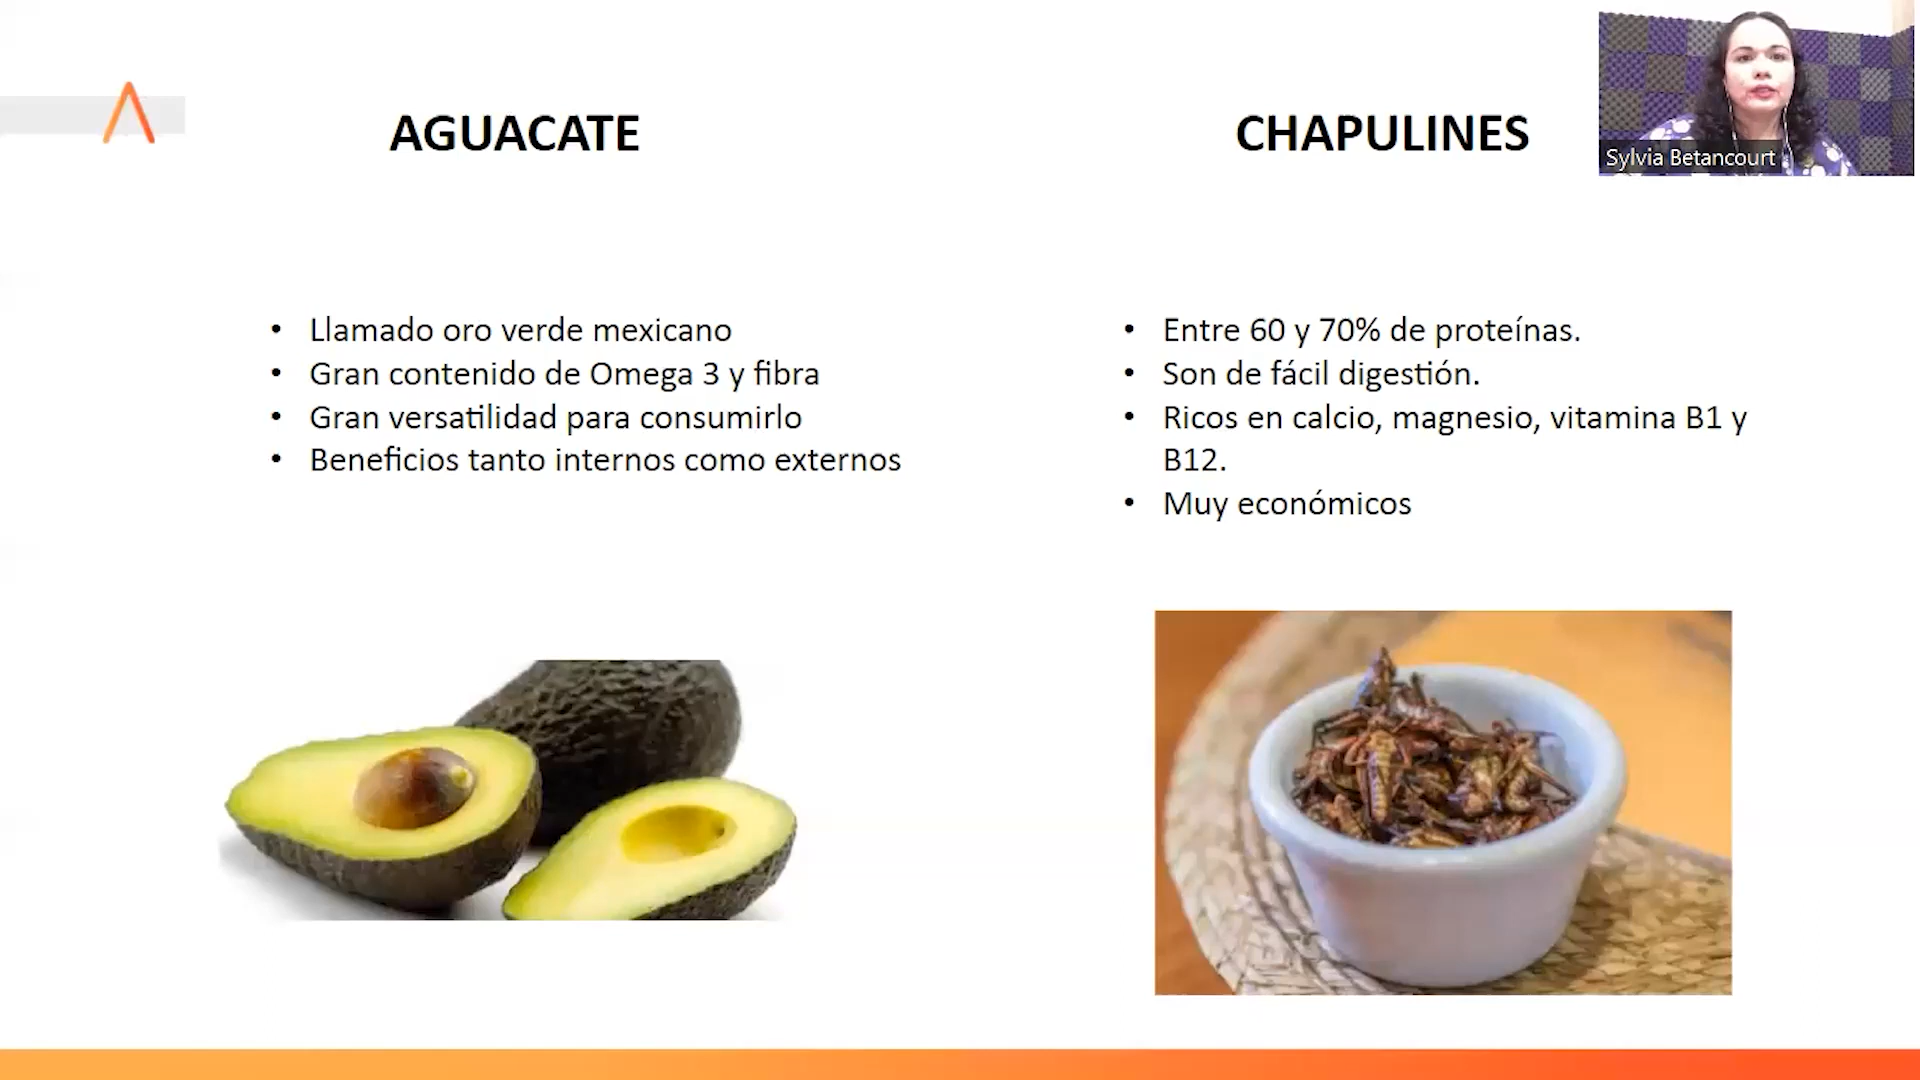 AGUACATE
• Llamado oro verde mexicano
• Gran contenido de Omega 3 y fibra
• Gran versatilidad para consumirlo
• Beneficios tanto internos como externos
CHAPULINES
• Entre 60 y 70% de proteínas.
• Son de fácil digestión.
• Ricos en calcio, magnesio, vitamina B1 y
B12.
• Muy económicos
Sylvia Betancourt